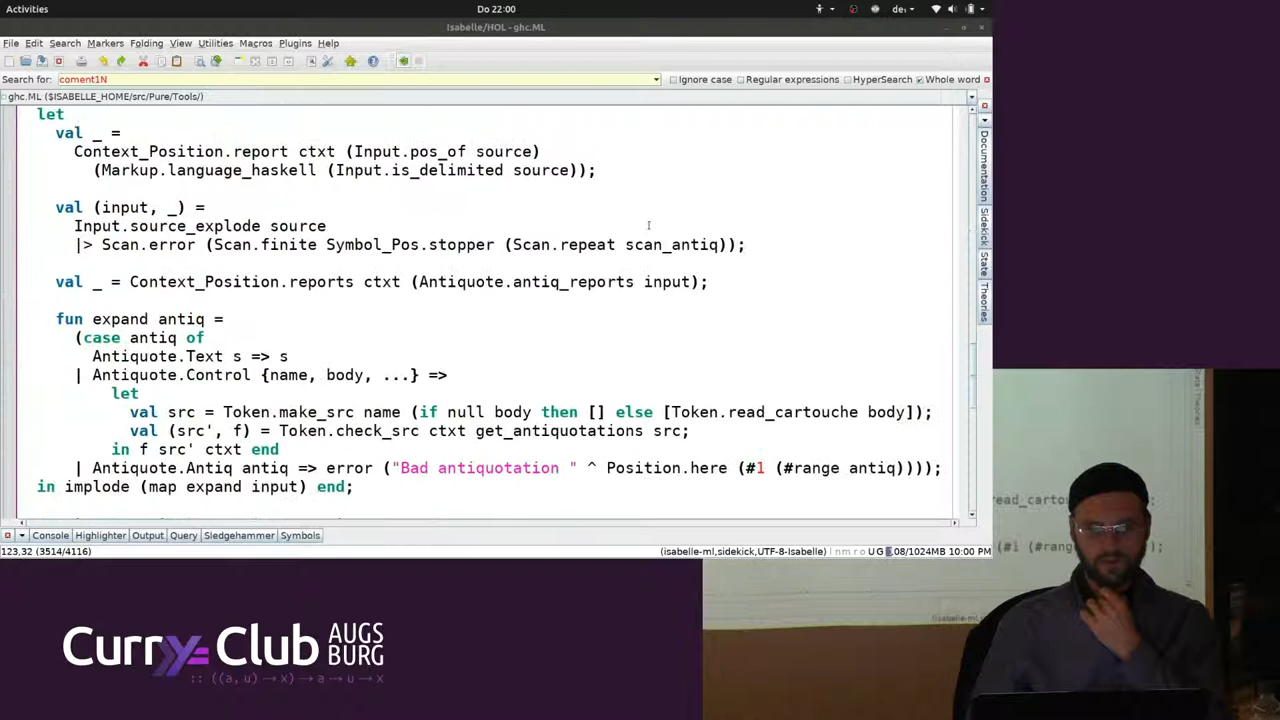 Activities
Do 22:00
de
Isabelle/HOL - ghc.ML
File Edit Search Markers Folding View Utilities Macros Plugins Help
Search for: coment1N
Ignore case Regular expressions HyperSearch Whole word
ghc.ML ($ISABELLE_HOME/src/Pure/Tools/)
let
val _ =
Context_Position.report ctxt (Input.pos_of source)
(Markup.language_haskell (Input.is_delimited source));
val (input, _) =
Input.source_explode source
|> Scan.error (Scan.finite Symbol_Pos.stopper (Scan.repeat scan_antiq));
val _ = Context_Position.reports ctxt (Antiquote.antiq_reports input);
fun expand antiq =
(case antiq of
Antiquote.Text s => s
| Antiquote.Control {name, body, ...} =>
let
val src = Token.make_src name (if null body then [] else [Token.read_cartouche body]);
val (src', f) = Token.check_src ctxt get_antiquotations src;
in f src' ctxt end
| Antiquote.Antiq antiq => error ("Bad antiquotation " ^ Position.here (#1 (#range antiq))));
in implode (map expand input) end;
Documentation
Sidekick
State
Theories
Console Highlighter Output Query Sledgehammer Symbols
123,32 (3514/4116)
(isabelle-ml,sidekick,UTF-8-Isabelle) n m r o U G 08/1024MB 10:00 PM
Curry Club AUGS
BURG
:: ((a, u) → x) → a → u → x